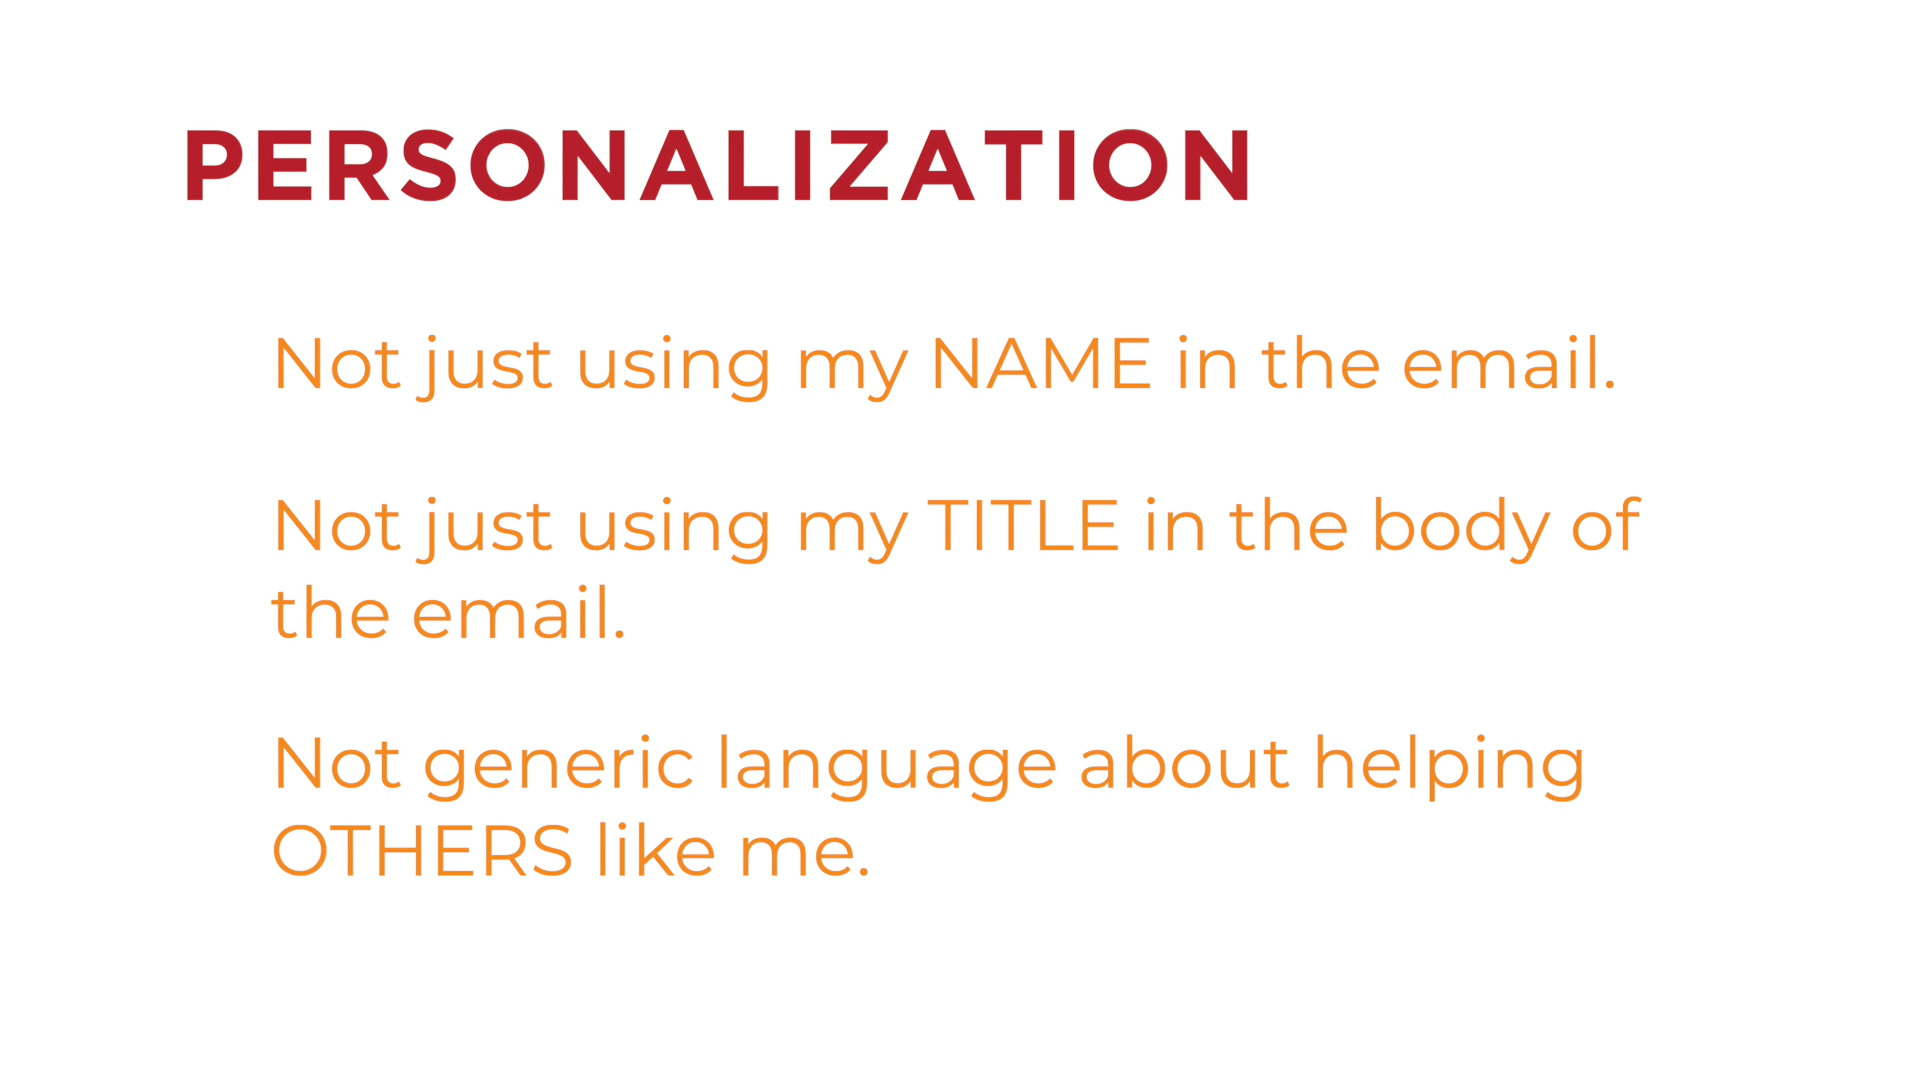 PERSONALIZATION
Not just using my NAME in the email.
Not just using my TITLE in the body of
the email.
Not generic language about helping
OTHERS like me.